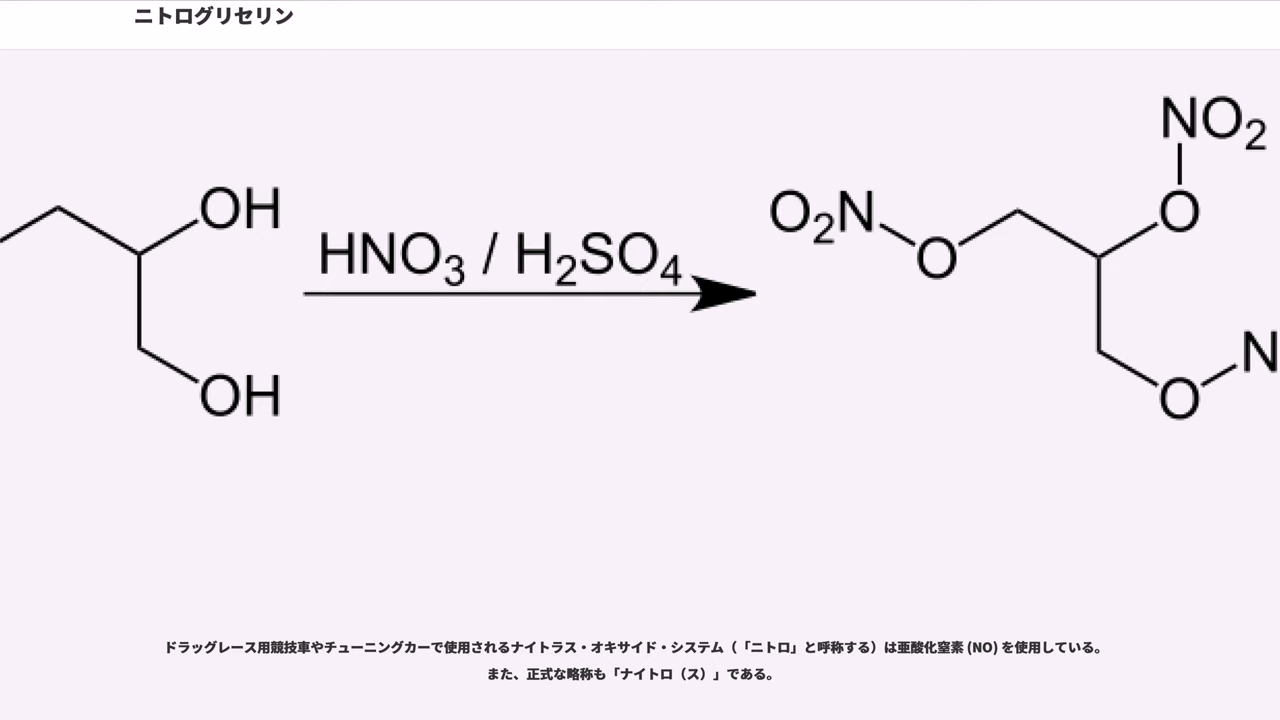 ニトログリセリン
NO2
OH
O2N
O
HNO3 / H2SO4
O
N
OH
O
ドラッグレース用競技車やチューニングカーで使用されるナイトラス・オキサイド・システム（「ニトロ」と呼称する）は亜酸化窒素 (NO) を使用している。
また、正式な略称も「ナイトロ（ス）」である。